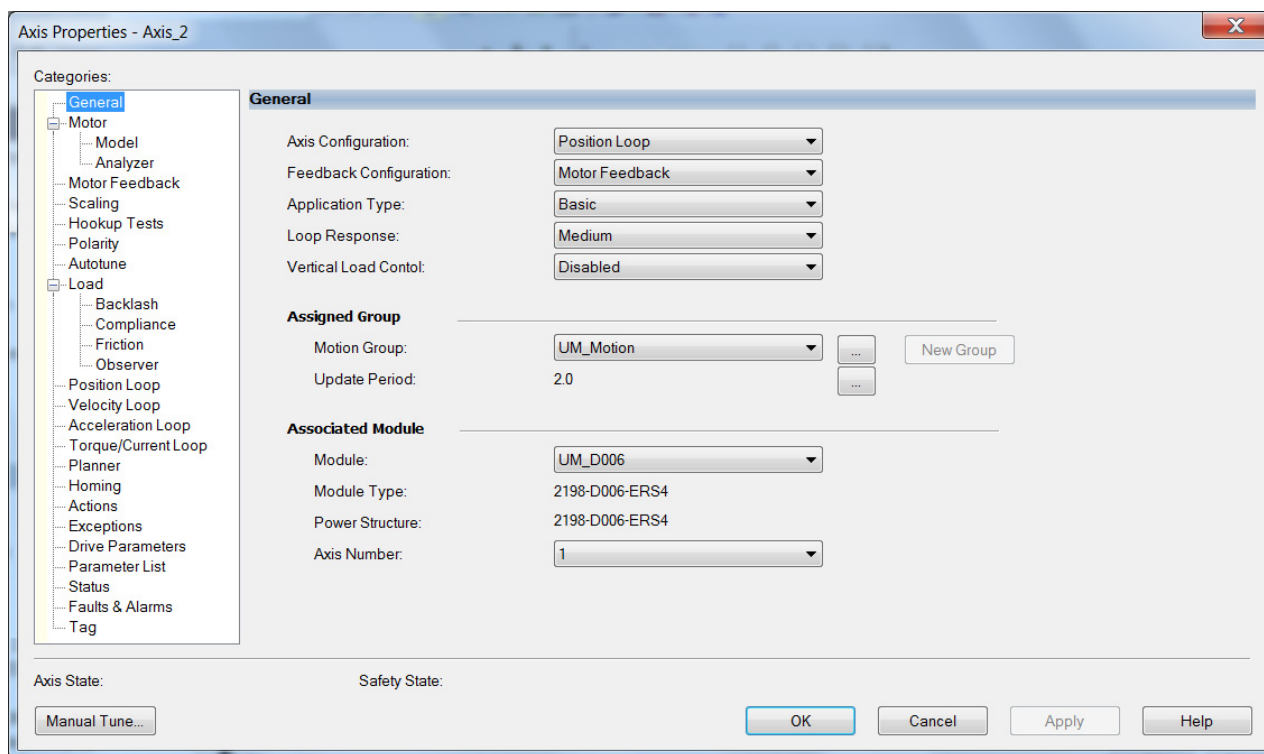 Axis Properties - Axis_2
X
Categories:
General
Motor
Model
Analyzer
Motor Feedback
Scaling
Hookup Tests
Polarity
Autotune
Load
Backlash
Compliance
Friction
Observer
Position Loop
Velocity Loop
Acceleration Loop
Torque/Current Loop
Planner
Homing
Actions
Exceptions
Drive Parameters
Parameter List
Status
Faults & Alarms
Tag
General
Axis Configuration: Position Loop
Feedback Configuration: Motor Feedback
Application Type: Basic
Loop Response: Medium
Vertical Load Contol: Disabled
Assigned Group
Motion Group: UM_Motion ... New Group
Update Period: 2.0 ...
Associated Module
Module: UM_D006
Module Type: 2198-D006-ERS4
Power Structure: 2198-D006-ERS4
Axis Number: 1
Axis State: Safety State:
Manual Tune... OK Cancel Apply Help